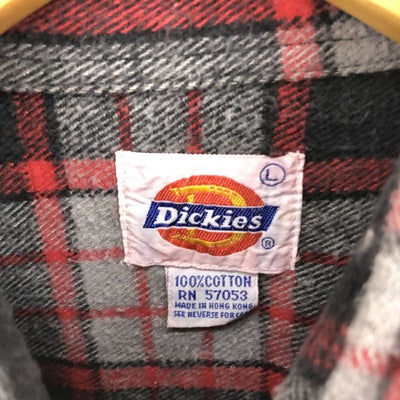 L
Dickies
®
100%COTTON
RN 57053
MADE IN HONG KONG
SEE REVERSE FOR CARE